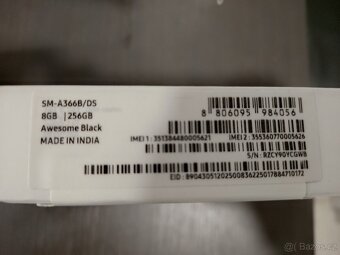 SM-A366B/DS
8GB | 256GB
Awesome Black
MADE IN INDIA
8 806095 984056
IMEI 1: 351384480005621
IMEI 2: 355360770005626
S/N: RZCY90YCGWB
EID: 89043051202500836225017884710172